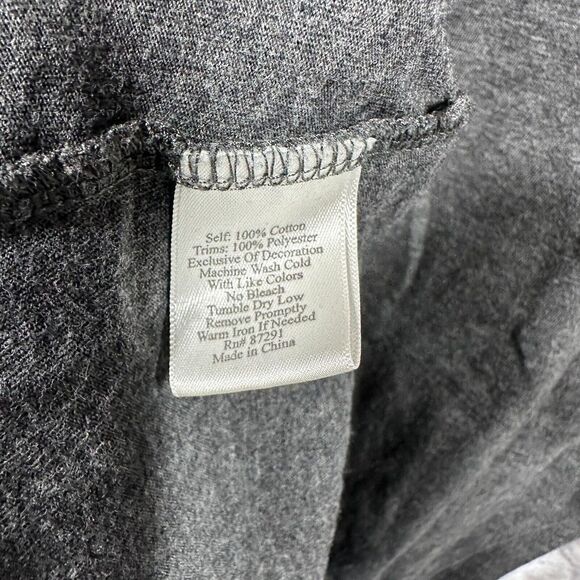 Self: 100% Cotton
Trims: 100% Polyester
Exclusive Of Decoration
Machine Wash Cold
With Like Colors
No Bleach
Tumble Dry Low
Remove Promptly
Warm Iron If Needed
Rn# 87291
Made in China